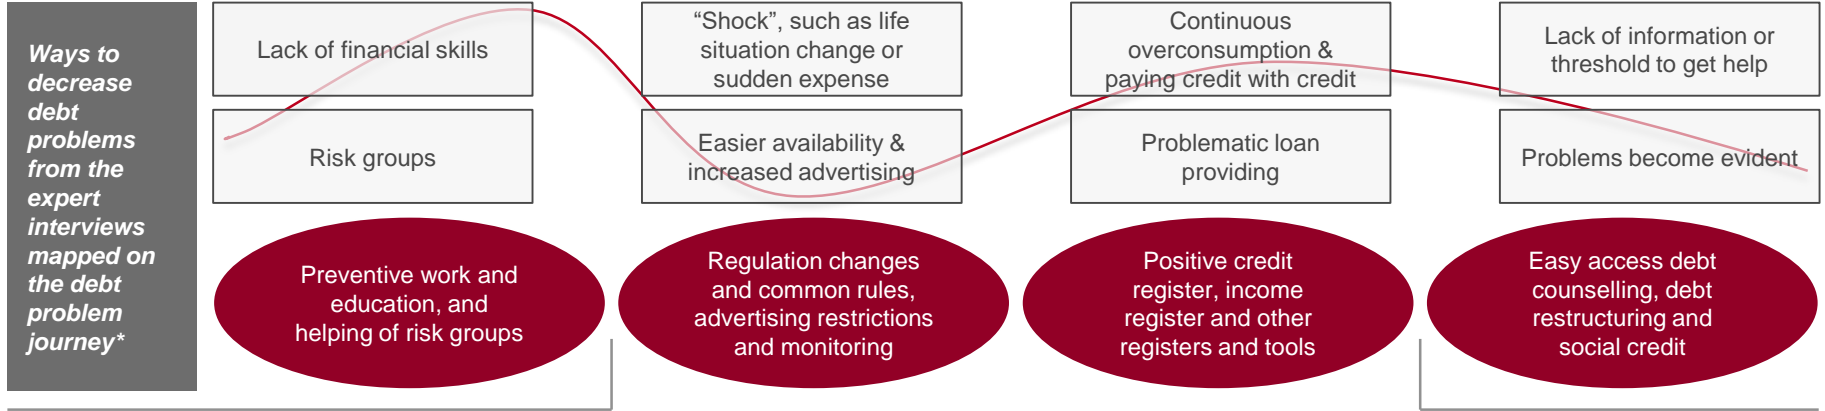 Ways to
decrease
debt
problems
from the
expert
interviews
mapped on
the debt
problem
journey*
Lack of financial skills
Risk groups
“Shock”, such as life
situation change or
sudden expense
Easier availability &
increased advertising
Continuous
overconsumption &
paying credit with credit
Problematic loan
providing
Lack of information or
threshold to get help
Problems become evident
Preventive work and
education, and
helping of risk groups
Regulation changes
and common rules,
advertising restrictions
and monitoring
Positive credit
register, income
register and other
registers and tools
Easy access debt
counselling, debt
restructuring and
social credit